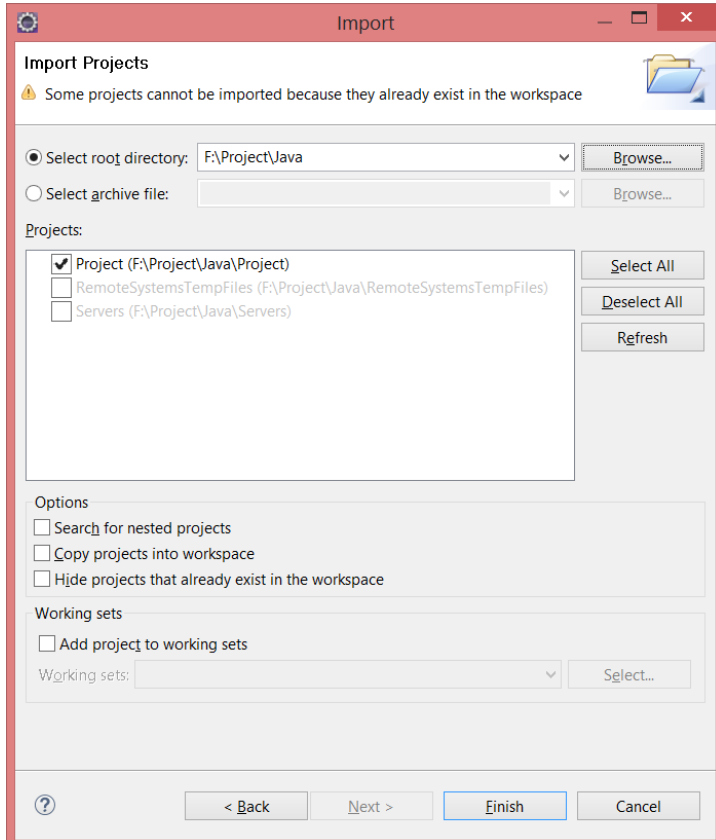 Import
Import Projects
Some projects cannot be imported because they already exist in the workspace
Select root directory: F:\Project\Java Browse...
Select archive file: Browse...
Projects:
Project (F:\Project\Java\Project) Select All
RemoteSystemsTempFiles (F:\Project\Java\RemoteSystemsTempFiles)
Deselect All
Servers (F:\Project\Java\Servers)
Refresh
Options
Search for nested projects
Copy projects into workspace
Hide projects that already exist in the workspace
Working sets
Add project to working sets
Working sets: Select...
< Back Next > Finish Cancel